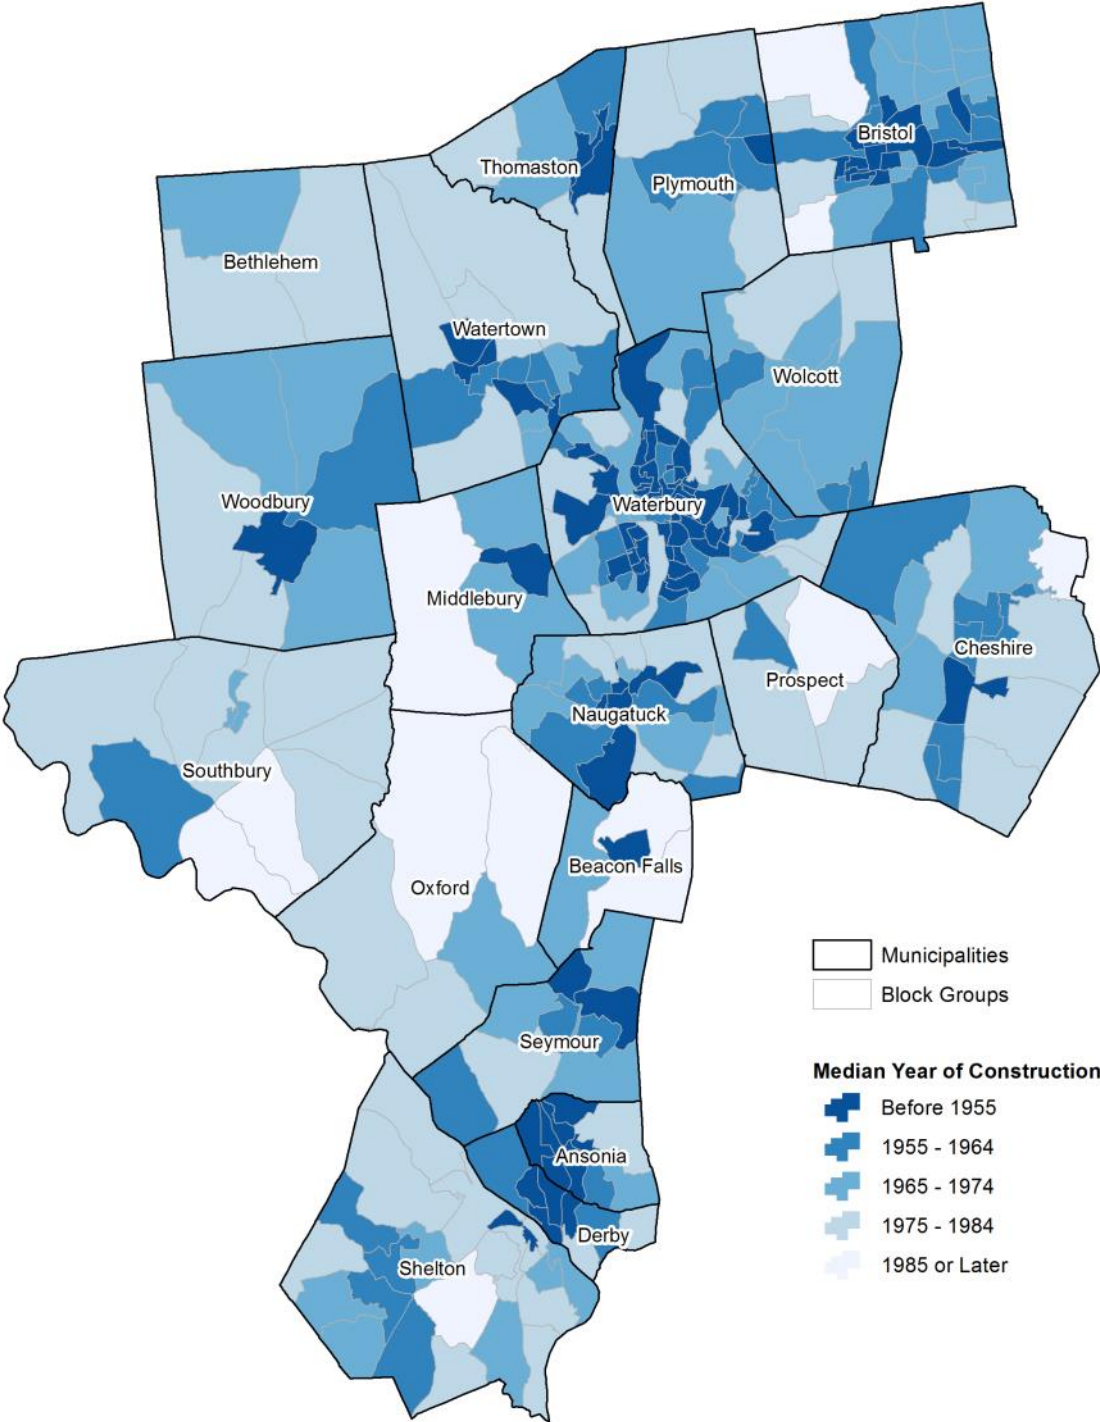 Bristol
Thomaston
Plymouth
Bethlehem
Watertown
Wolcott
Woodbury
Waterbury
Middlebury
Cheshire
Prospect
Naugatuck
Southbury
Beacon Falls
Oxford
Seymour
Ansonia
Derby
Shelton
Municipalities
Block Groups
Median Year of Construction
Before 1955
1955 - 1964
1965 - 1974
1975 - 1984
1985 or Later